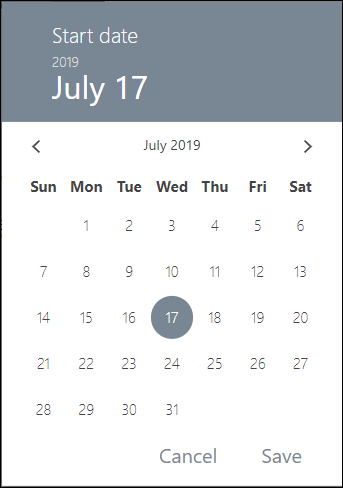 Start date
2019
July 17
July 2019
Sun Mon Tue Wed Thu Fri Sat
1 2 3 4 5 6
7 8 9 10 11 12 13
14 15 16 17 18 19 20
21 22 23 24 25 26 27
28 29 30 31
Cancel Save